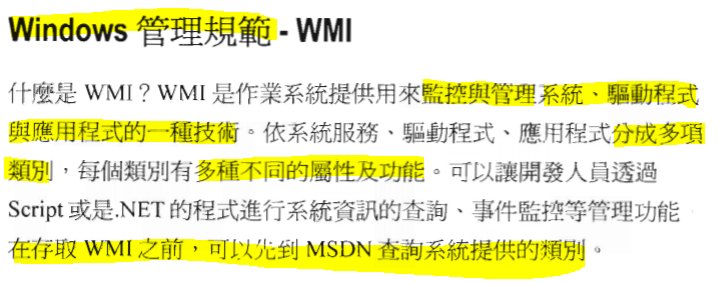 Windows 管理規範 - WMI
什麼是 WMI？WMI 是作業系統提供用來監控與管理系統、驅動程式
與應用程式的一種技術。依系統服務、驅動程式、應用程式分成多項
類別，每個類別有多種不同的屬性及功能。可以讓開發人員透過
Script 或是.NET 的程式進行系統資訊的查詢、事件監控等管理功能
在存取 WMI 之前，可以先到 MSDN 查詢系統提供的類別。